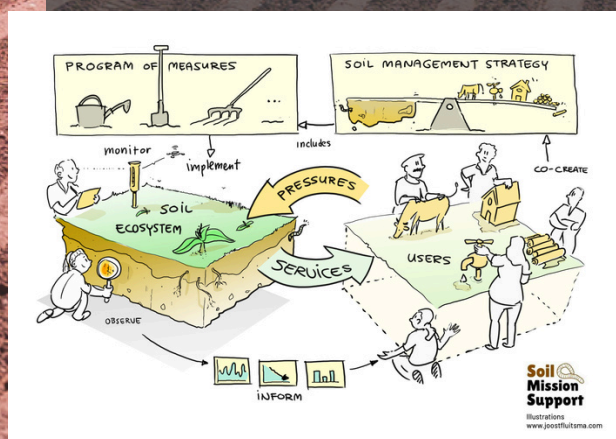 PROGRAM OF MEASURES
...
SOIL MANAGEMENT STRATEGY
includes
monitor
implement
CO-CREATE
PRESSURES
SOIL
ECOSYSTEM
SERVICES
USERS
OBSERVE
INFORM
Soil
Mission
Support
Illustrations
www.joostfluitsma.com